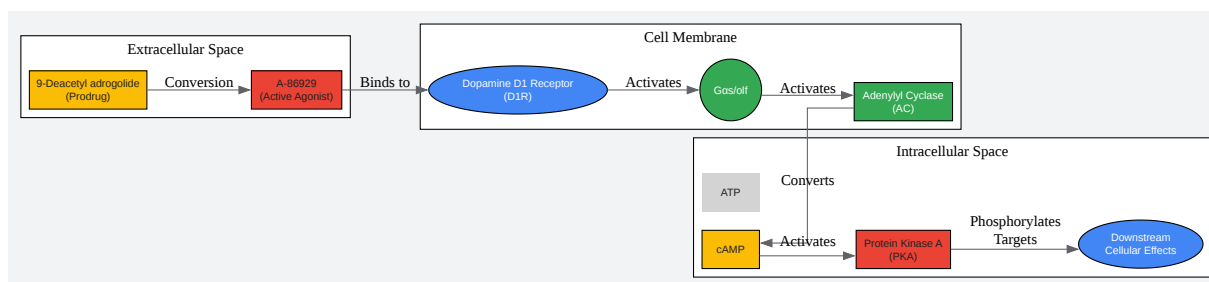 Extracellular Space
9-Deacetyl adrogolide
(Prodrug)
Conversion
A-86929
(Active Agonist)
Binds to
Cell Membrane
Dopamine D1 Receptor
(D1R)
Activates
Gαs/olf
Activates
Adenylyl Cyclase
(AC)
Intracellular Space
ATP
Converts
cAMP
Activates
Protein Kinase A
(PKA)
Phosphorylates
Targets
Downstream
Cellular Effects